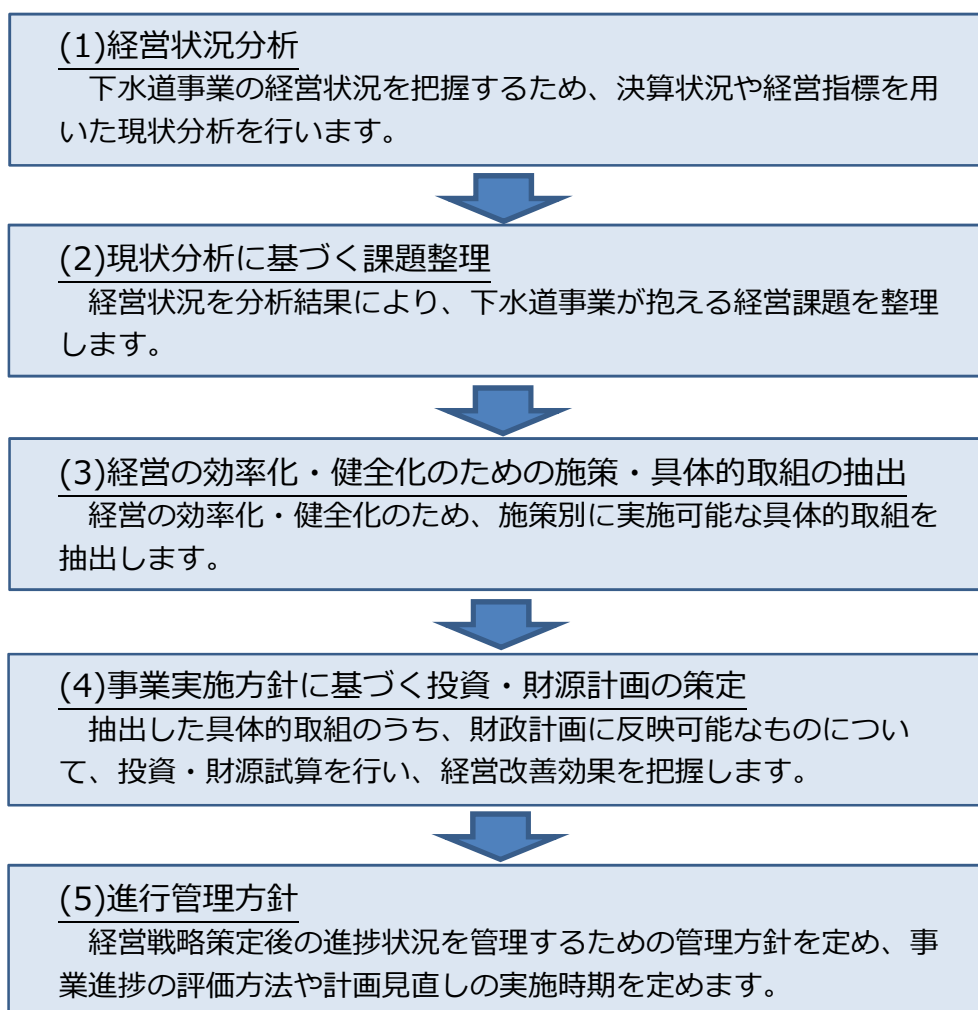 (1)経営状況分析
下水道事業の経営状況を把握するため、決算状況や経営指標を用
いた現状分析を行います。
(2)現状分析に基づく課題整理
経営状況を分析結果により、下水道事業が抱える経営課題を整理
します。
(3)経営の効率化・健全化のための施策・具体的取組の抽出
経営の効率化・健全化のため、施策別に実施可能な具体的取組を
抽出します。
(4)事業実施方針に基づく投資・財源計画の策定
抽出した具体的取組のうち、財政計画に反映可能なものについ
て、投資・財源試算を行い、経営改善効果を把握します。
(5)進行管理方針
経営戦略策定後の進捗状況を管理するための管理方針を定め、事
業進捗の評価方法や計画見直しの実施時期を定めます。